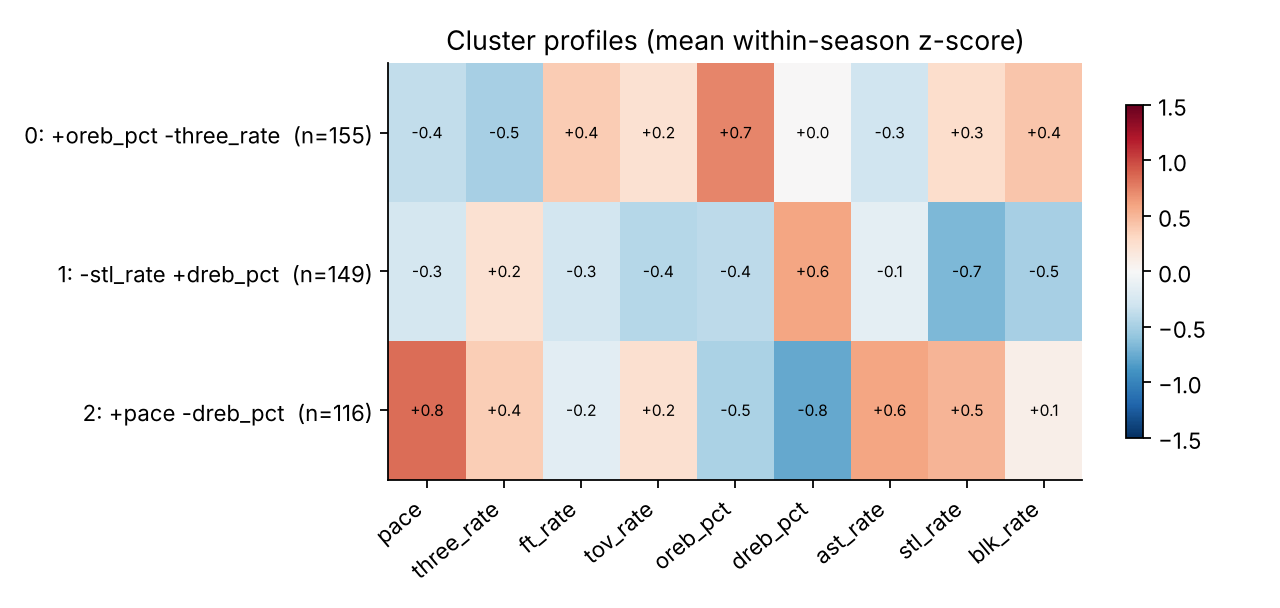 Cluster profiles (mean within-season z-score)
0: +oreb_pct -three_rate (n=155)
-0.4 -0.5 +0.4 +0.2 +0.7 +0.0 -0.3 +0.3 +0.4
1: -stl_rate +dreb_pct (n=149)
-0.3 +0.2 -0.3 -0.4 -0.4 +0.6 -0.1 -0.7 -0.5
2: +pace -dreb_pct (n=116)
+0.8 +0.4 -0.2 +0.2 -0.5 -0.8 +0.6 +0.5 +0.1
pace three_rate ft_rate tov_rate oreb_pct dreb_pct ast_rate stl_rate blk_rate
1.5
1.0
0.5
0.0
−0.5
−1.0
−1.5